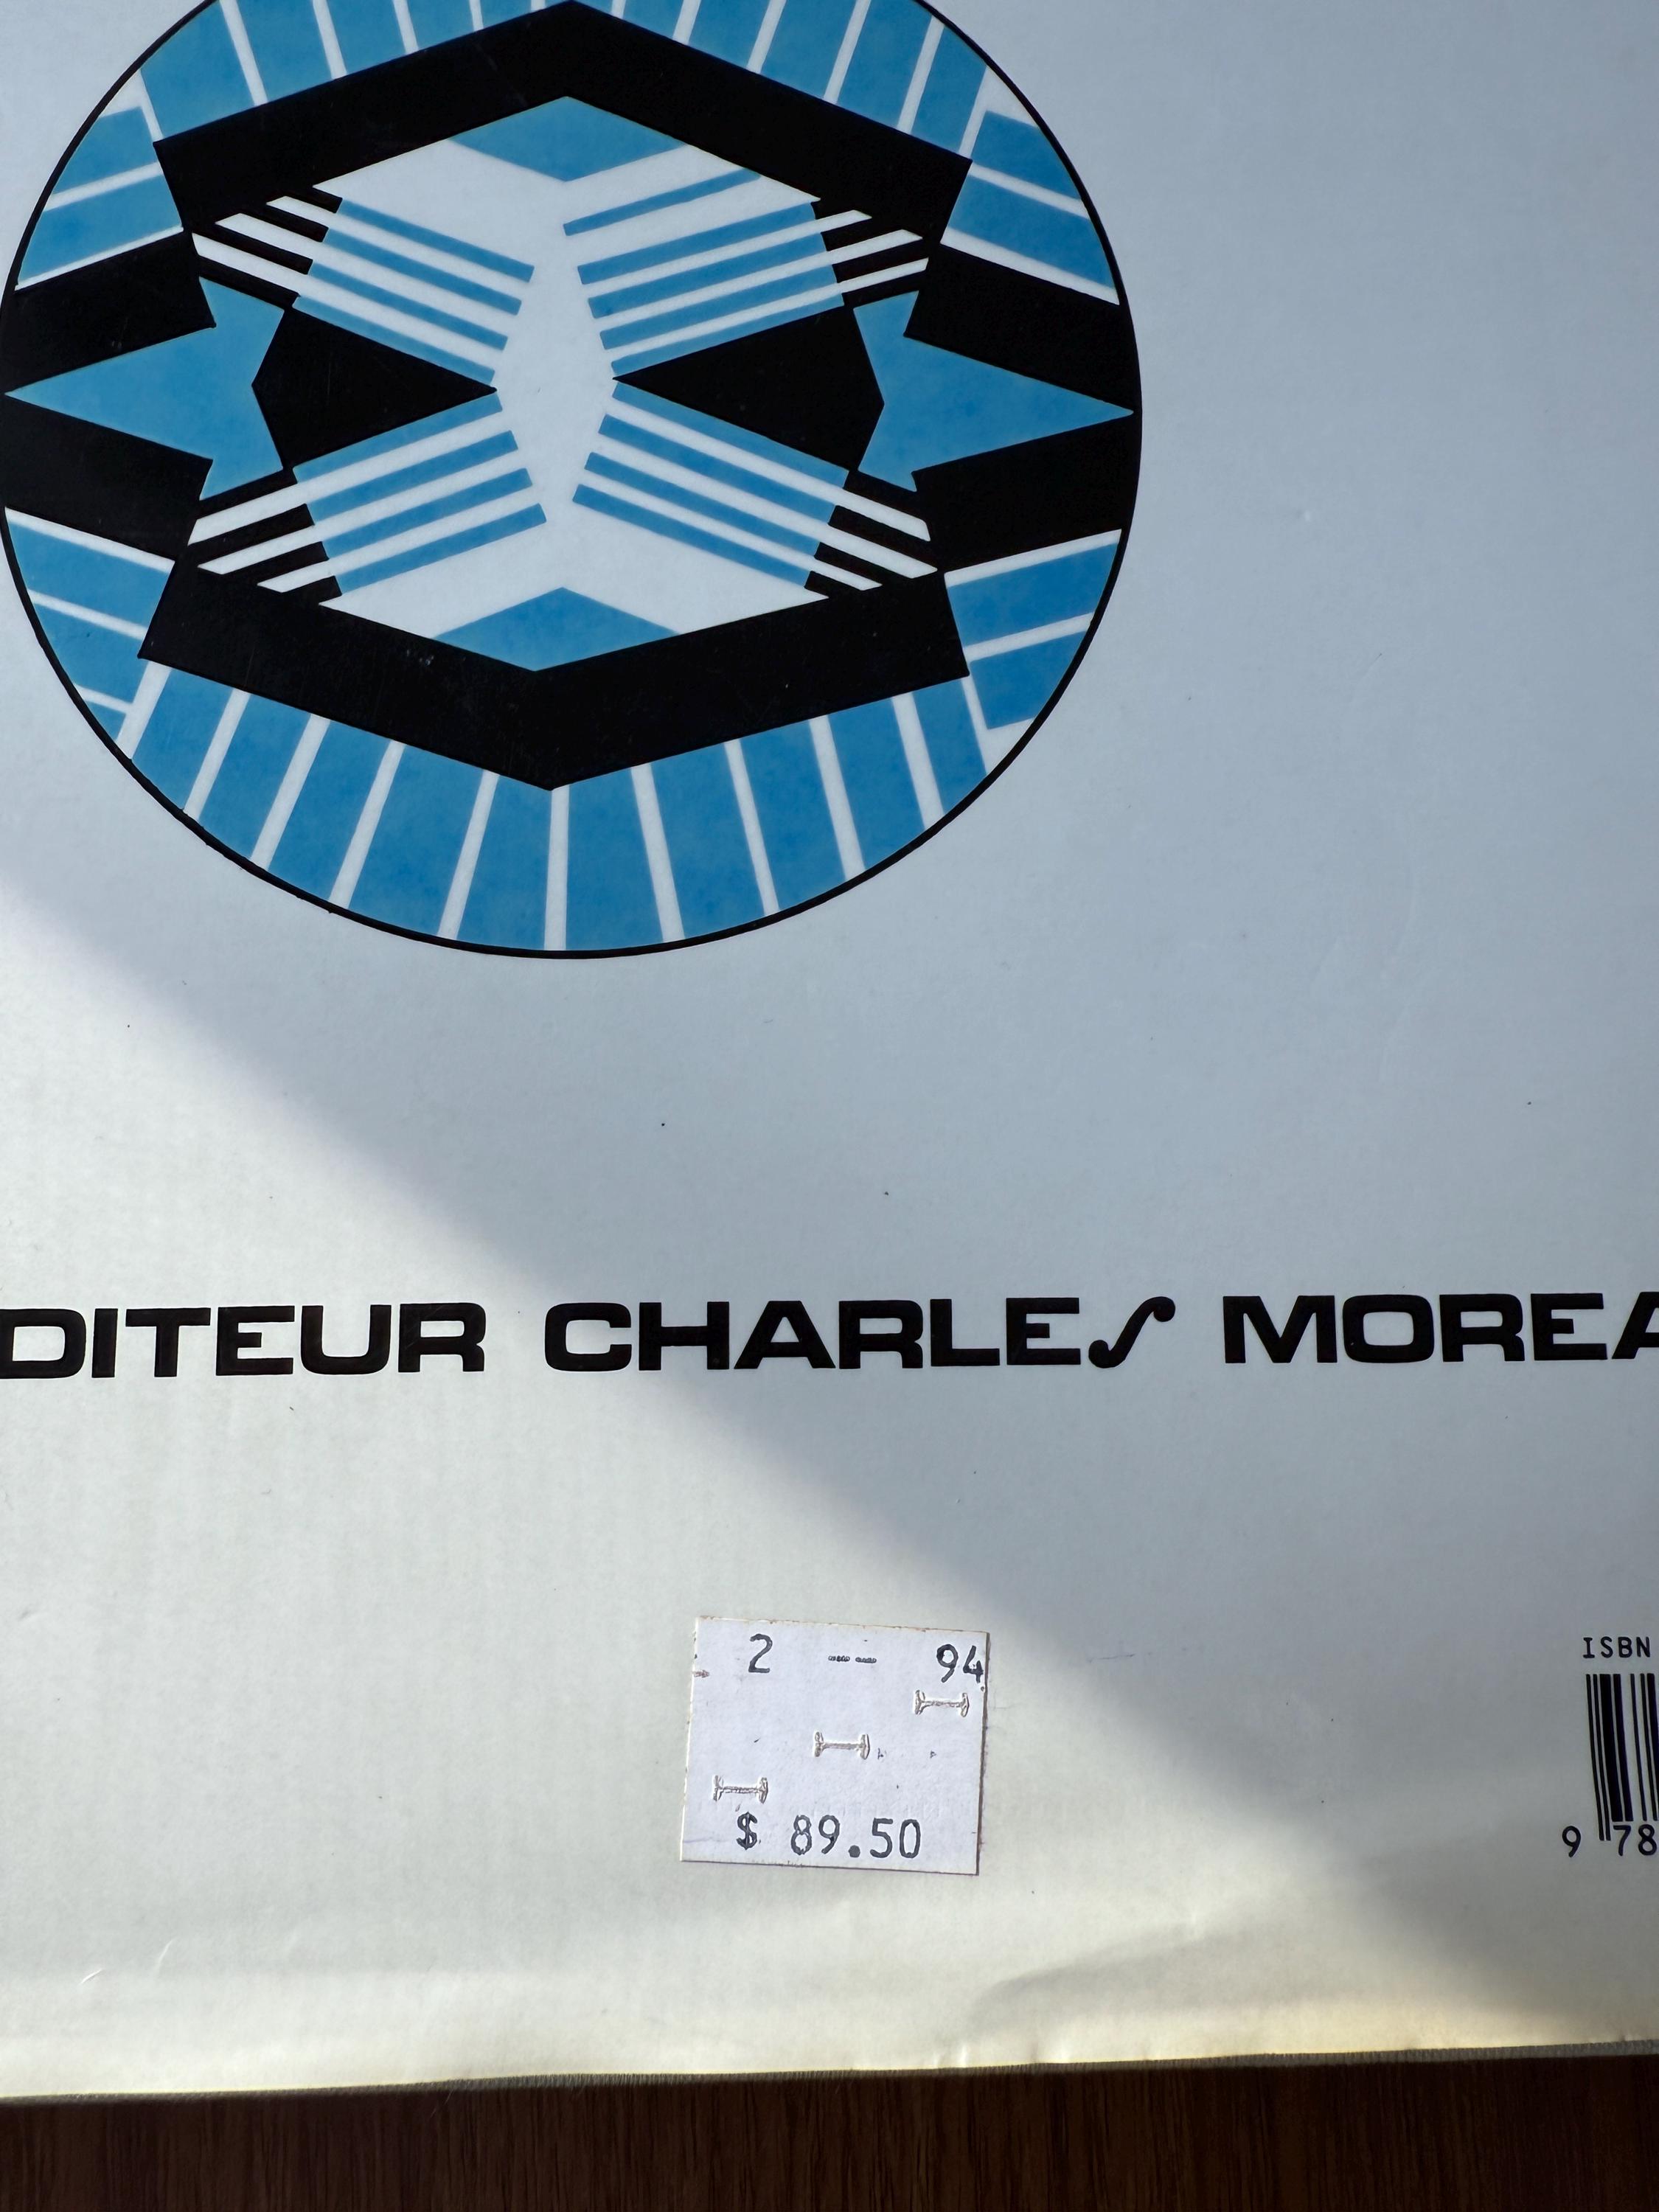 DITEUR CHARLES MOREA
2 -- 94
$ 89.50
ISBN
9 78